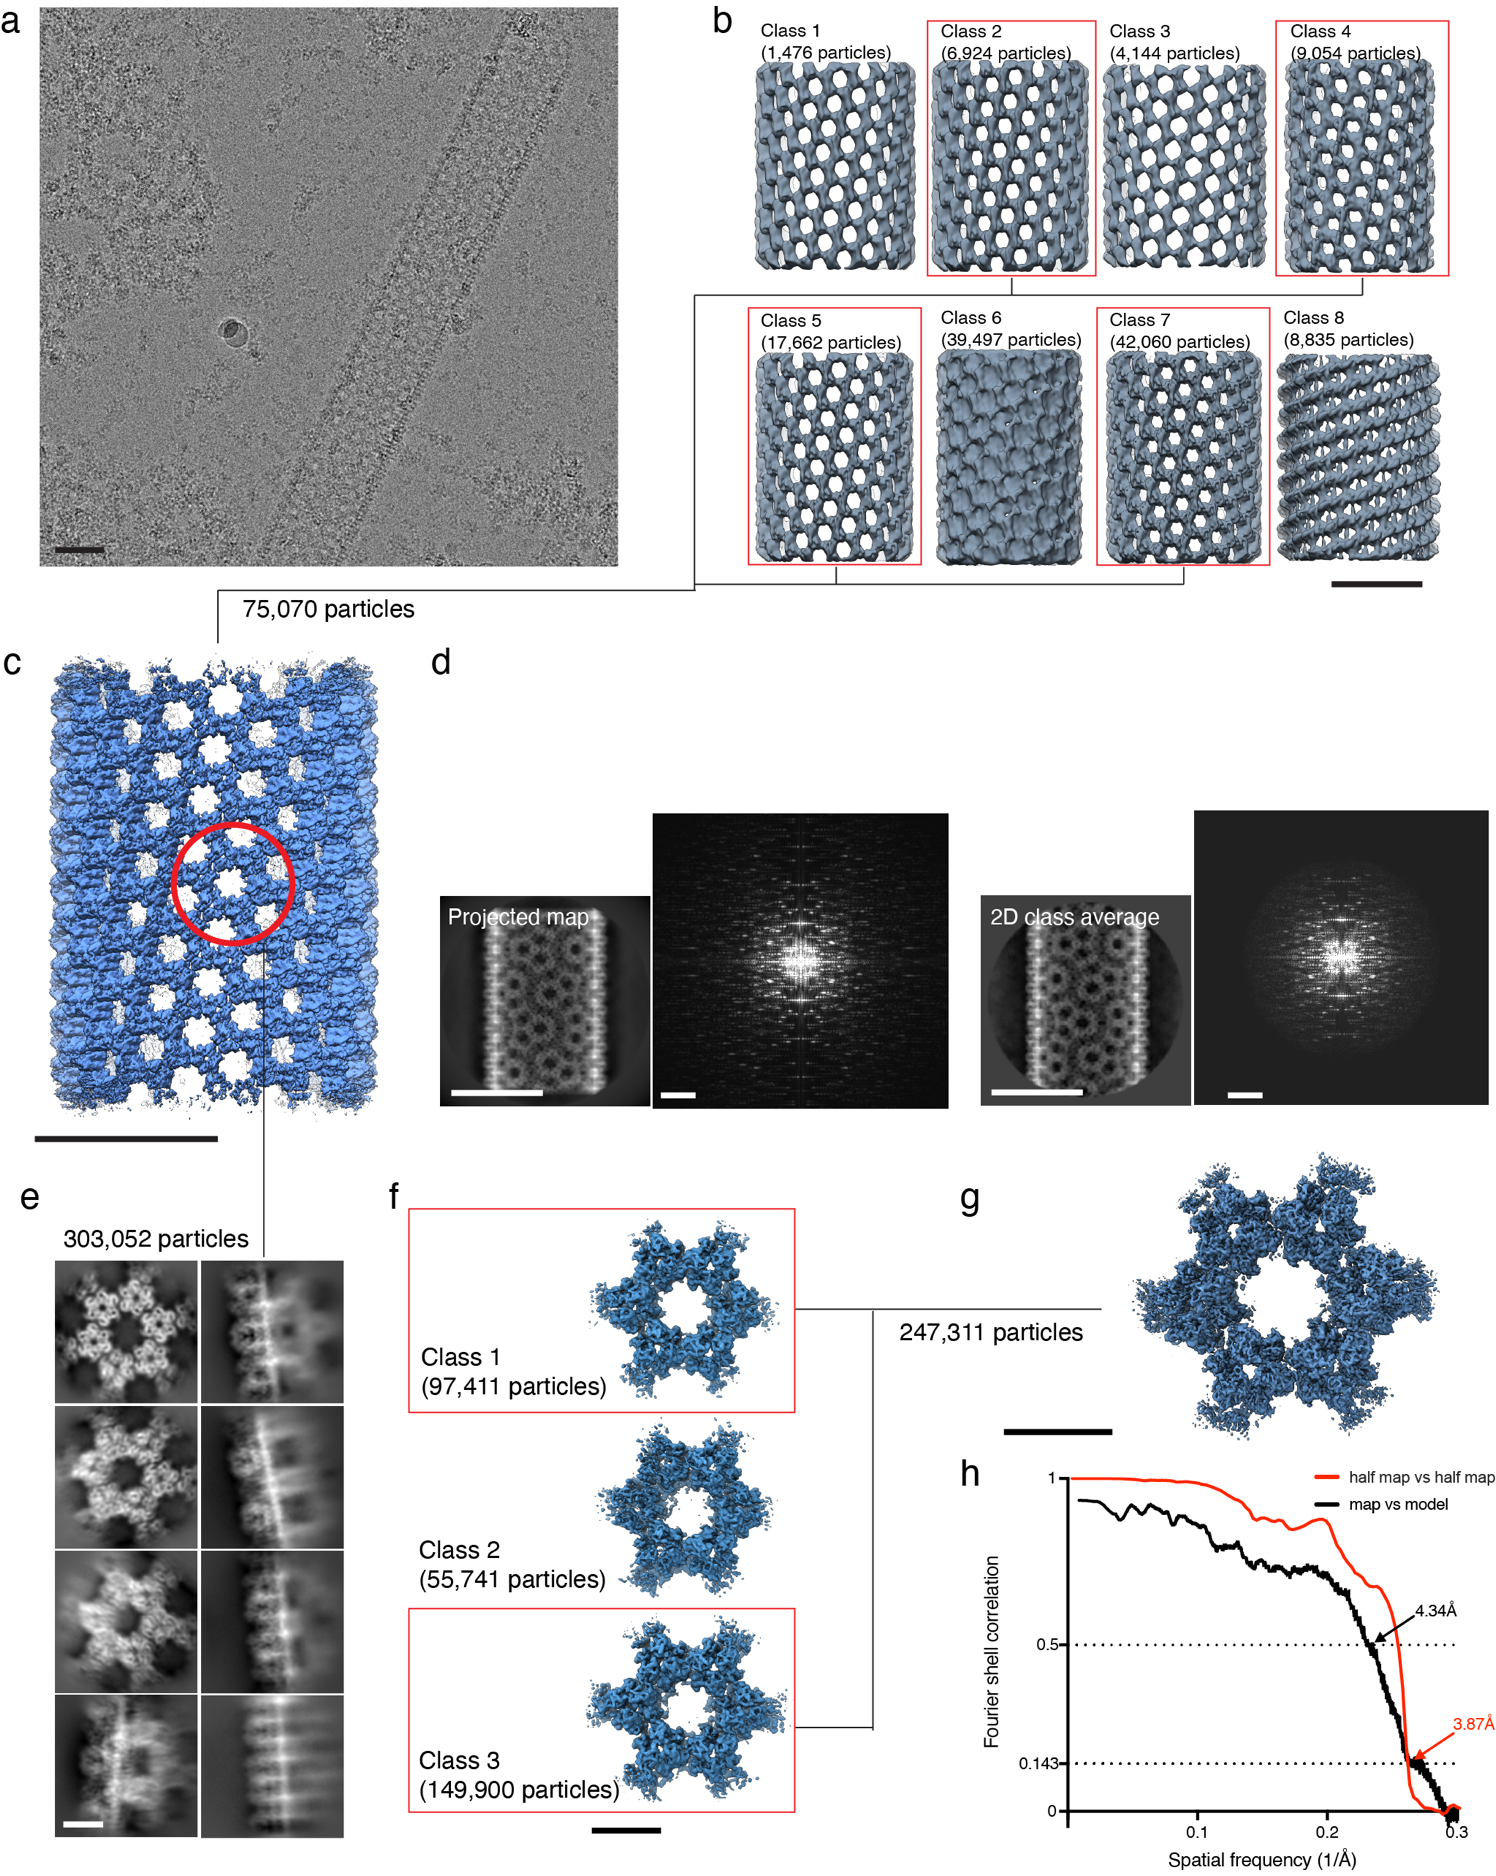 a
b
Class 1
(1,476 particles)
Class 2
(6,924 particles)
Class 3
(4,144 particles)
Class 4
(9,054 particles)
Class 5
(17,662 particles)
Class 6
(39,497 particles)
Class 7
(42,060 particles)
Class 8
(8,835 particles)
75,070 particles
c
d
Projected map
2D class average
e
303,052 particles
f
Class 1
(97,411 particles)
Class 2
(55,741 particles)
Class 3
(149,900 particles)
247,311 particles
g
h
half map vs half map
map vs model
Fourier shell correlation
1
0.5
0.143
0
4.34Å
3.87Å
0.1
0.2
0.3
Spatial frequency (1/Å)